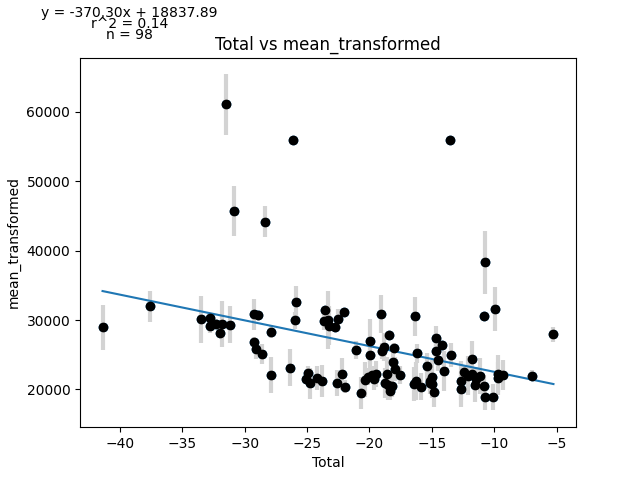 y = -370.30x + 18837.89
r^2 = 0.14
n = 98
Total vs mean_transformed
60000
50000
40000
30000
20000
mean_transformed
−40 −35 −30 −25 −20 −15 −10 −5
Total